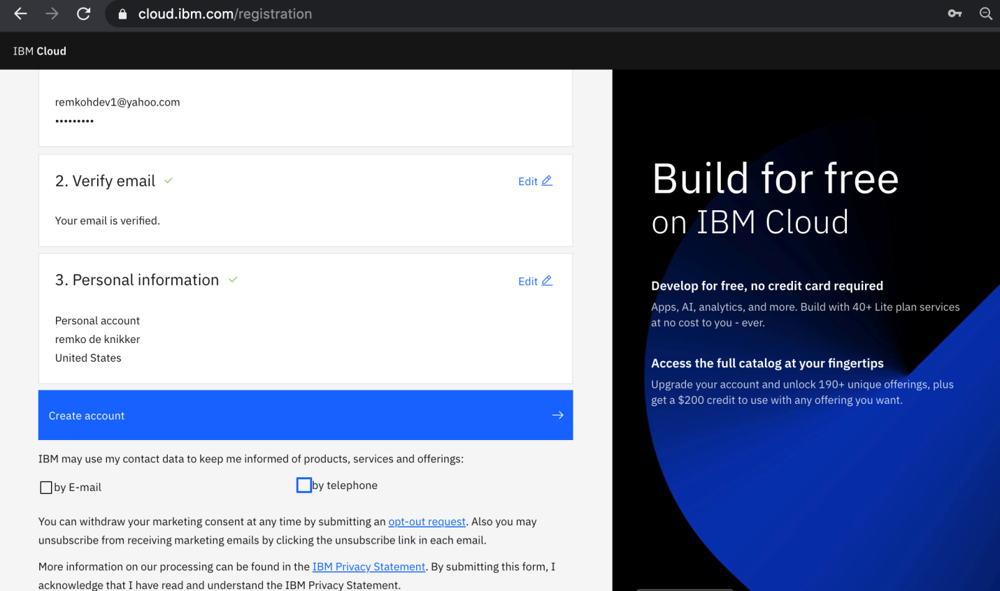 cloud.ibm.com/registration
IBM Cloud
remkohdev1@yahoo.com
•••••••••
2. Verify email
Edit
Your email is verified.
3. Personal information
Edit
Personal account
remko de knikker
United States
Create account
IBM may use my contact data to keep me informed of products, services and offerings:
by E-mail
by telephone
You can withdraw your marketing consent at any time by submitting an opt-out request. Also you may
unsubscribe from receiving marketing emails by clicking the unsubscribe link in each email.
More information on our processing can be found in the IBM Privacy Statement. By submitting this form, I
acknowledge that I have read and understand the IBM Privacy Statement.
Build for free
on IBM Cloud
Develop for free, no credit card required
Apps, AI, analytics, and more. Build with 40+ Lite plan services
at no cost to you - ever.
Access the full catalog at your fingertips
Upgrade your account and unlock 190+ unique offerings, plus
get a $200 credit to use with any offering you want.